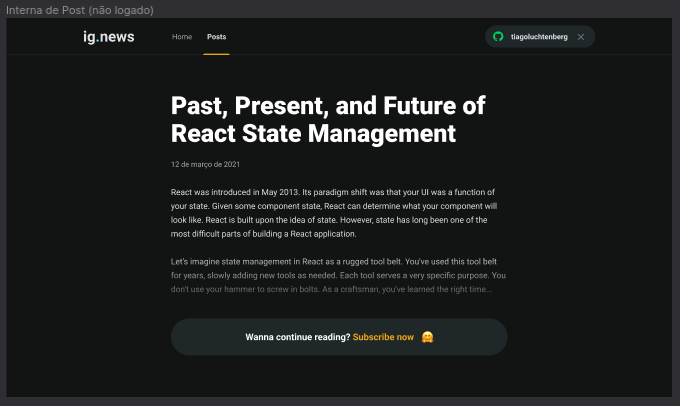 Interna de Post (não logado)
ig.news
Home
Posts
tiagoluchtenberg
Past, Present, and Future of
React State Management
12 de março de 2021
React was introduced in May 2013. Its paradigm shift was that your UI was a function of
your state. Given some component state, React can determine what your component will
look like. React is built upon the idea of state. However, state has long been one of the
most difficult parts of building a React application.
Let's imagine state management in React as a rugged tool belt. You've used this tool belt
for years, slowly adding new tools as needed. Each tool serves a very specific purpose. You
don't use your hammer to screw in bolts. As a craftsman, you've learned the right time...
Wanna continue reading? Subscribe now 🤗